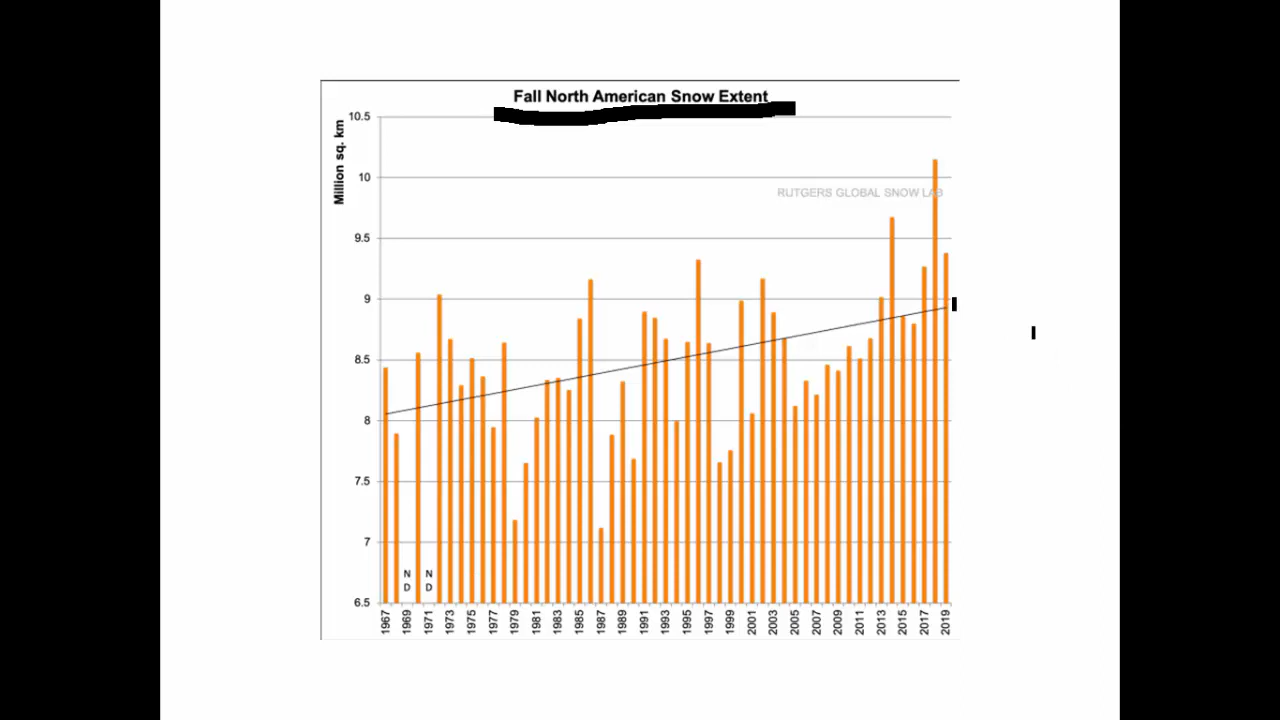 Fall North American Snow Extent
Million sq. km
10.5
10
9.5
9
8.5
8
7.5
7
6.5
RUTGERS GLOBAL SNOW LAB
N D
N D
1967 1969 1971 1973 1975 1977 1979 1981 1983 1985 1987 1989 1991 1993 1995 1997 1999 2001 2003 2005 2007 2009 2011 2013 2015 2017 2019